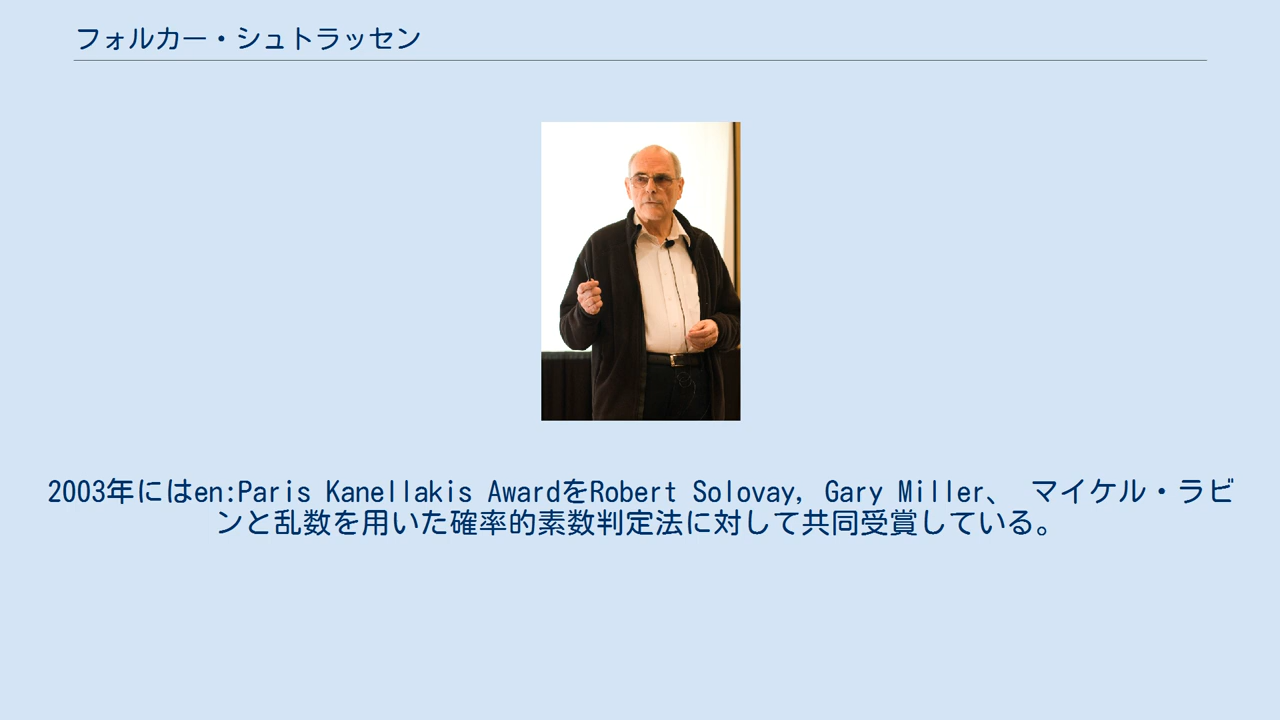 フォルカー・シュトラッセン
2003年にはen:Paris Kanellakis AwardをRobert Solovay, Gary Miller、 マイケル・ラビ
ンと乱数を用いた確率的素数判定法に対して共同受賞している。